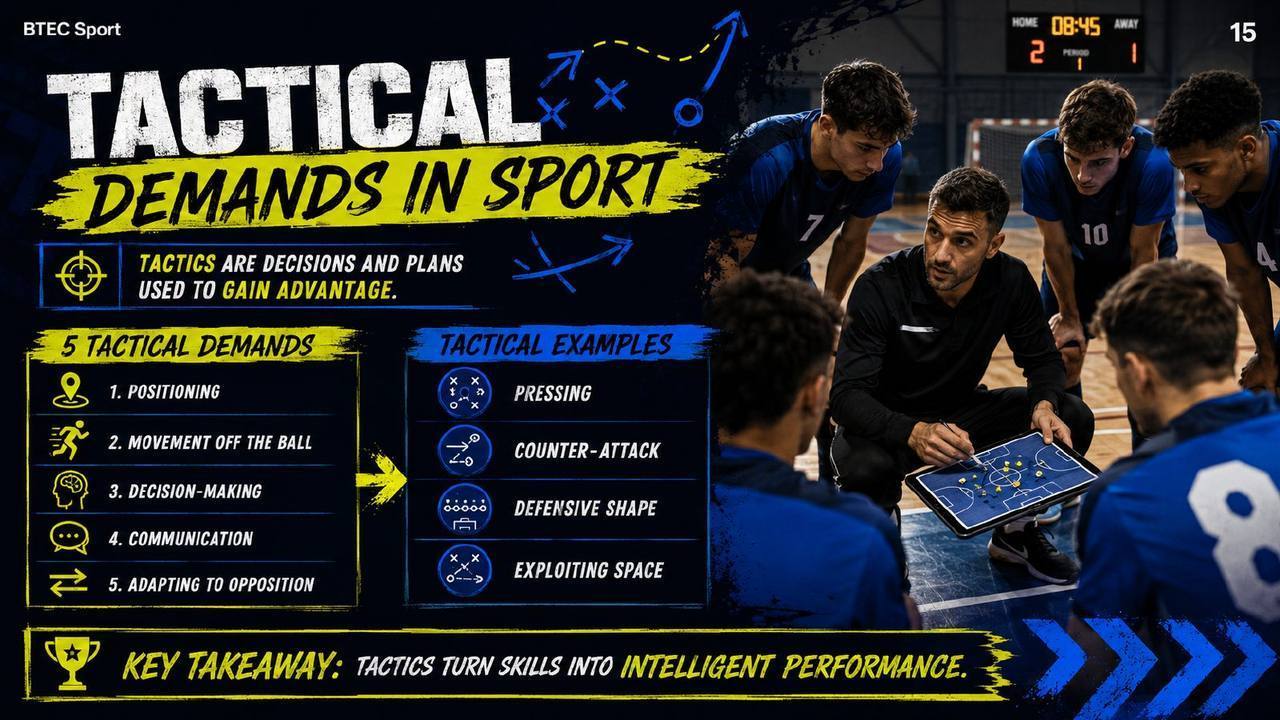 BTEC Sport
15
TACTICAL
DEMANDS IN SPORT
TACTICS ARE DECISIONS AND PLANS
USED TO GAIN ADVANTAGE.
5 TACTICAL DEMANDS
1. POSITIONING
2. MOVEMENT OFF THE BALL
3. DECISION-MAKING
4. COMMUNICATION
5. ADAPTING TO OPPOSITION
TACTICAL EXAMPLES
PRESSING
COUNTER-ATTACK
DEFENSIVE SHAPE
EXPLOITING SPACE
HOME 08:45 AWAY
2 PERIOD 1
1
7
10
4
8
KEY TAKEAWAY: TACTICS TURN SKILLS INTO INTELLIGENT PERFORMANCE.